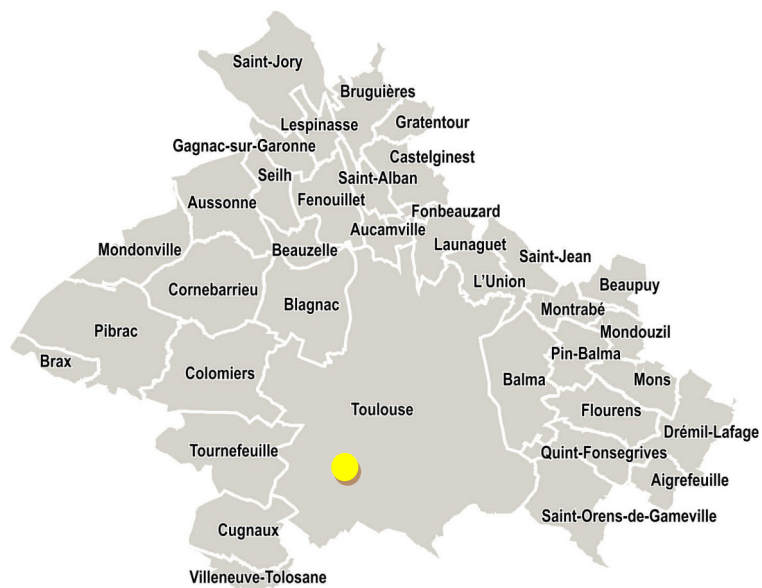 Saint-Jory
Bruguières
Lespinasse
Gratentour
Gagnac-sur-Garonne
Castelginest
Seilh
Saint-Alban
Aussonne
Fenouillet
Fonbeauzard
Aucamville
Mondonville
Beauzelle
Launaguet
Saint-Jean
L'Union
Beaupuy
Cornebarrieu
Blagnac
Montrabé
Pibrac
Mondouzil
Pin-Balma
Brax
Colomiers
Balma
Mons
Toulouse
Flourens
Drémil-Lafage
Tournefeuille
Quint-Fonsegrives
Aigrefeuille
Saint-Orens-de-Gameville
Cugnaux
Villeneuve-Tolosane